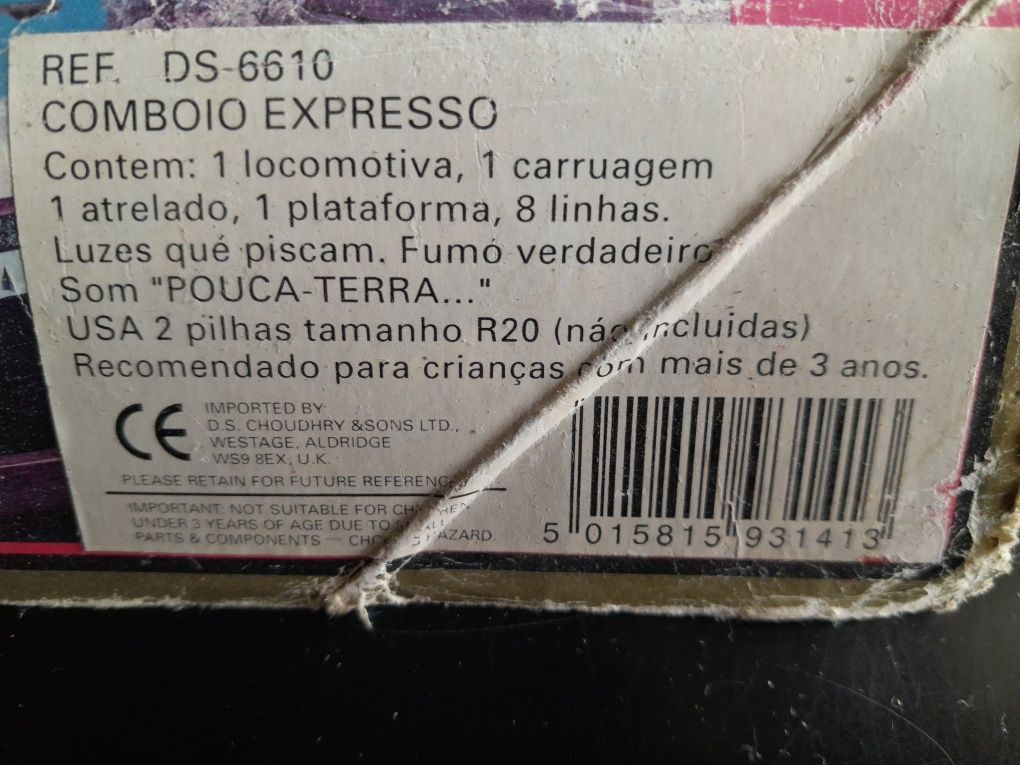 REF. DS-6610
COMBOIO EXPRESSO
Contem: 1 locomotiva, 1 carruagem
1 atrelado, 1 plataforma, 8 linhas.
Luzes qué piscam. Fumo verdadeiro
Som "POUCA-TERRA..."
USA 2 pilhas tamanho R20 (não incluidas)
Recomendado para crianças com mais de 3 anos.
CE
IMPORTED BY:
D.S. CHOUDHRY & SONS LTD.,
WESTAGE, ALDRIDGE
WS9 8EX, U.K.
PLEASE RETAIN FOR FUTURE REFERENC
IMPORTANT: NOT SUITABLE FOR CHILDREN
UNDER 3 YEARS OF AGE DUE TO SMALL
PARTS & COMPONENTS — CHOKING HAZARD.
5 015815 931413